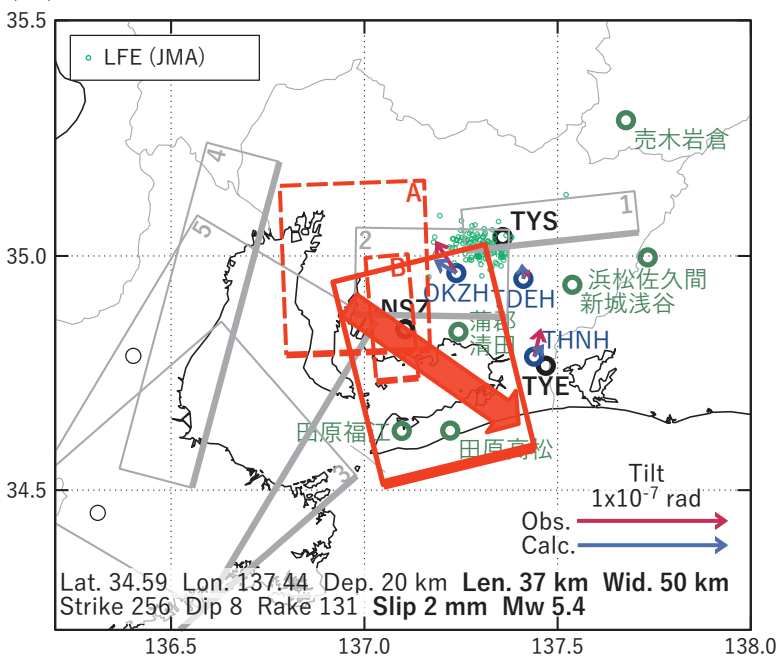 35.5
LFE (JMA)
売木岩倉
4
A
1
TYS
5
2
35.0
B
浜松佐久間
OKZH
TDEH
新城浅谷
NSZ
蒲郡
清田
THNH
TYE
田原福江
田原高松
3
Tilt
1x10-7 rad
34.5
Obs.
Calc.
Lat. 34.59 Lon. 137.44 Dep. 20 km Len. 37 km Wid. 50 km
Strike 256 Dip 8 Rake 131 Slip 2 mm Mw 5.4
136.5
137.0
137.5
138.0